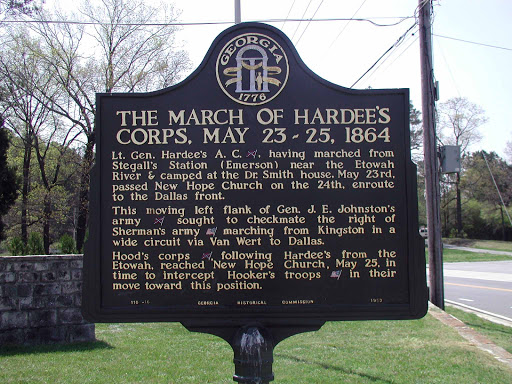 GEORGIA
1776
THE MARCH OF HARDEE'S
CORPS, MAY 23 - 25, 1864
Lt. Gen. Hardee's A. C. , having marched from
Stegall's Station (Emerson) near the Etowah
River & camped at the Dr. Smith house, May 23rd,
passed New Hope Church on the 24th, enroute
to the Dallas front.
This moving left flank of Gen. J. E. Johnston's
army sought to checkmate the right of
Sherman's army marching from Kingston in a
wide circuit via Van Wert to Dallas.
Hood's corps , following Hardee's from the
Etowah, reached New Hope Church, May 25, in
time to intercept Hooker's troops in their
move toward this position.
GEORGIA HISTORICAL COMMISSION